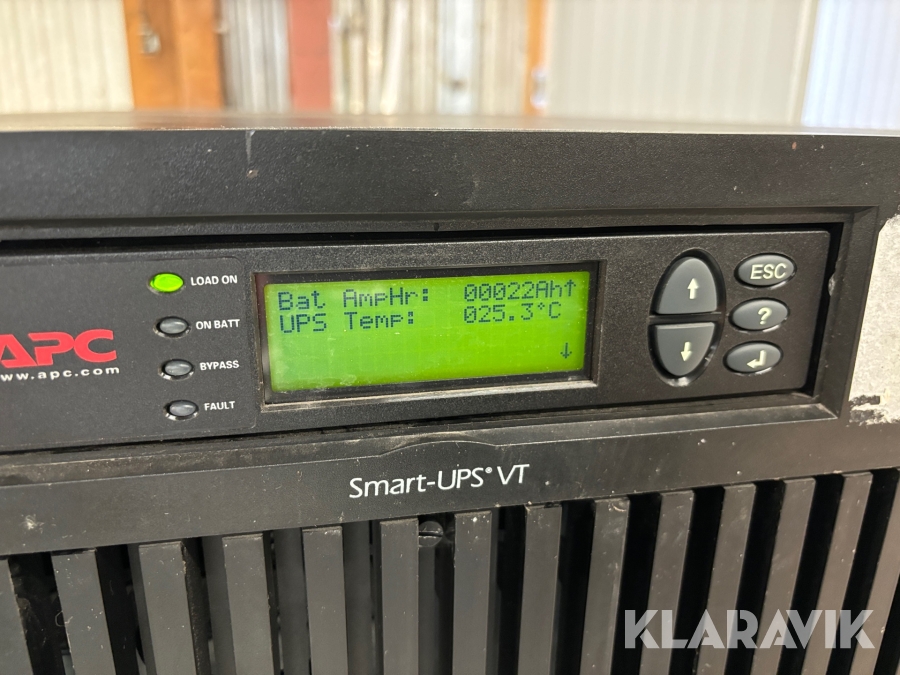 LOAD ON
ON BATT
BYPASS
FAULT
APC
www.apc.com
Bat AmpHr: 00022Ah↑
UPS Temp: 025.3°C
↓
↑
↓
ESC
?
↵
Smart-UPS® VT
KLARAVIK